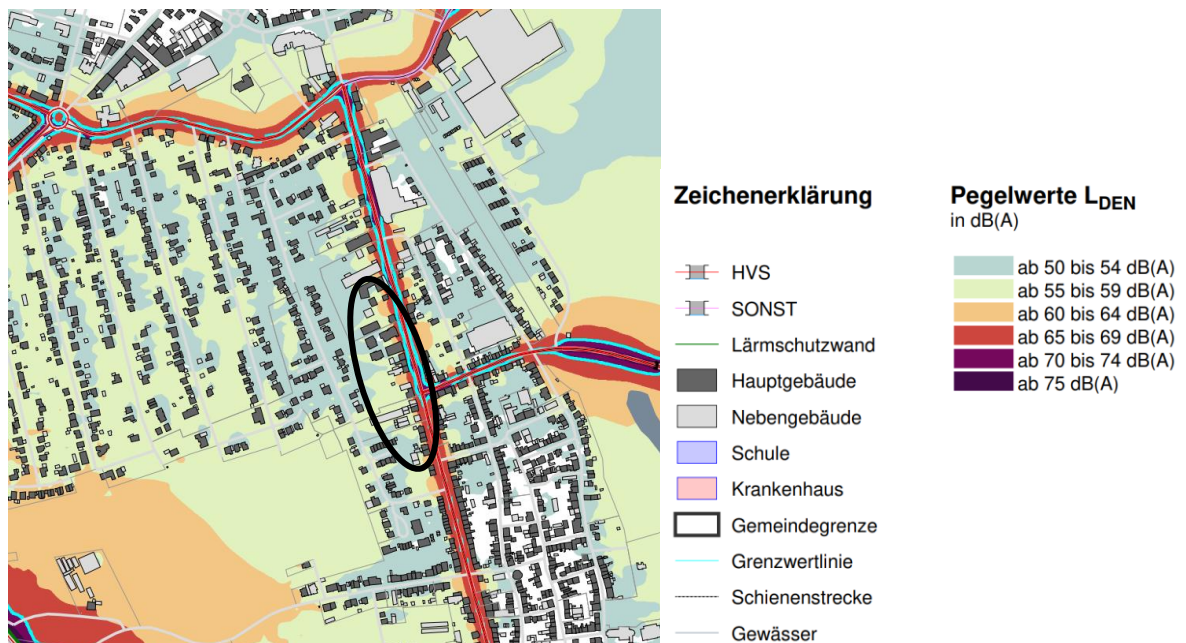 Zeichenerklärung
HVS
SONST
Lärmschutzwand
Hauptgebäude
Nebengebäude
Schule
Krankenhaus
Gemeindegrenze
Grenzwertlinie
Schienenstrecke
Gewässer
Pegelwerte LDEN
in dB(A)
ab 50 bis 54 dB(A)
ab 55 bis 59 dB(A)
ab 60 bis 64 dB(A)
ab 65 bis 69 dB(A)
ab 70 bis 74 dB(A)
ab 75 dB(A)